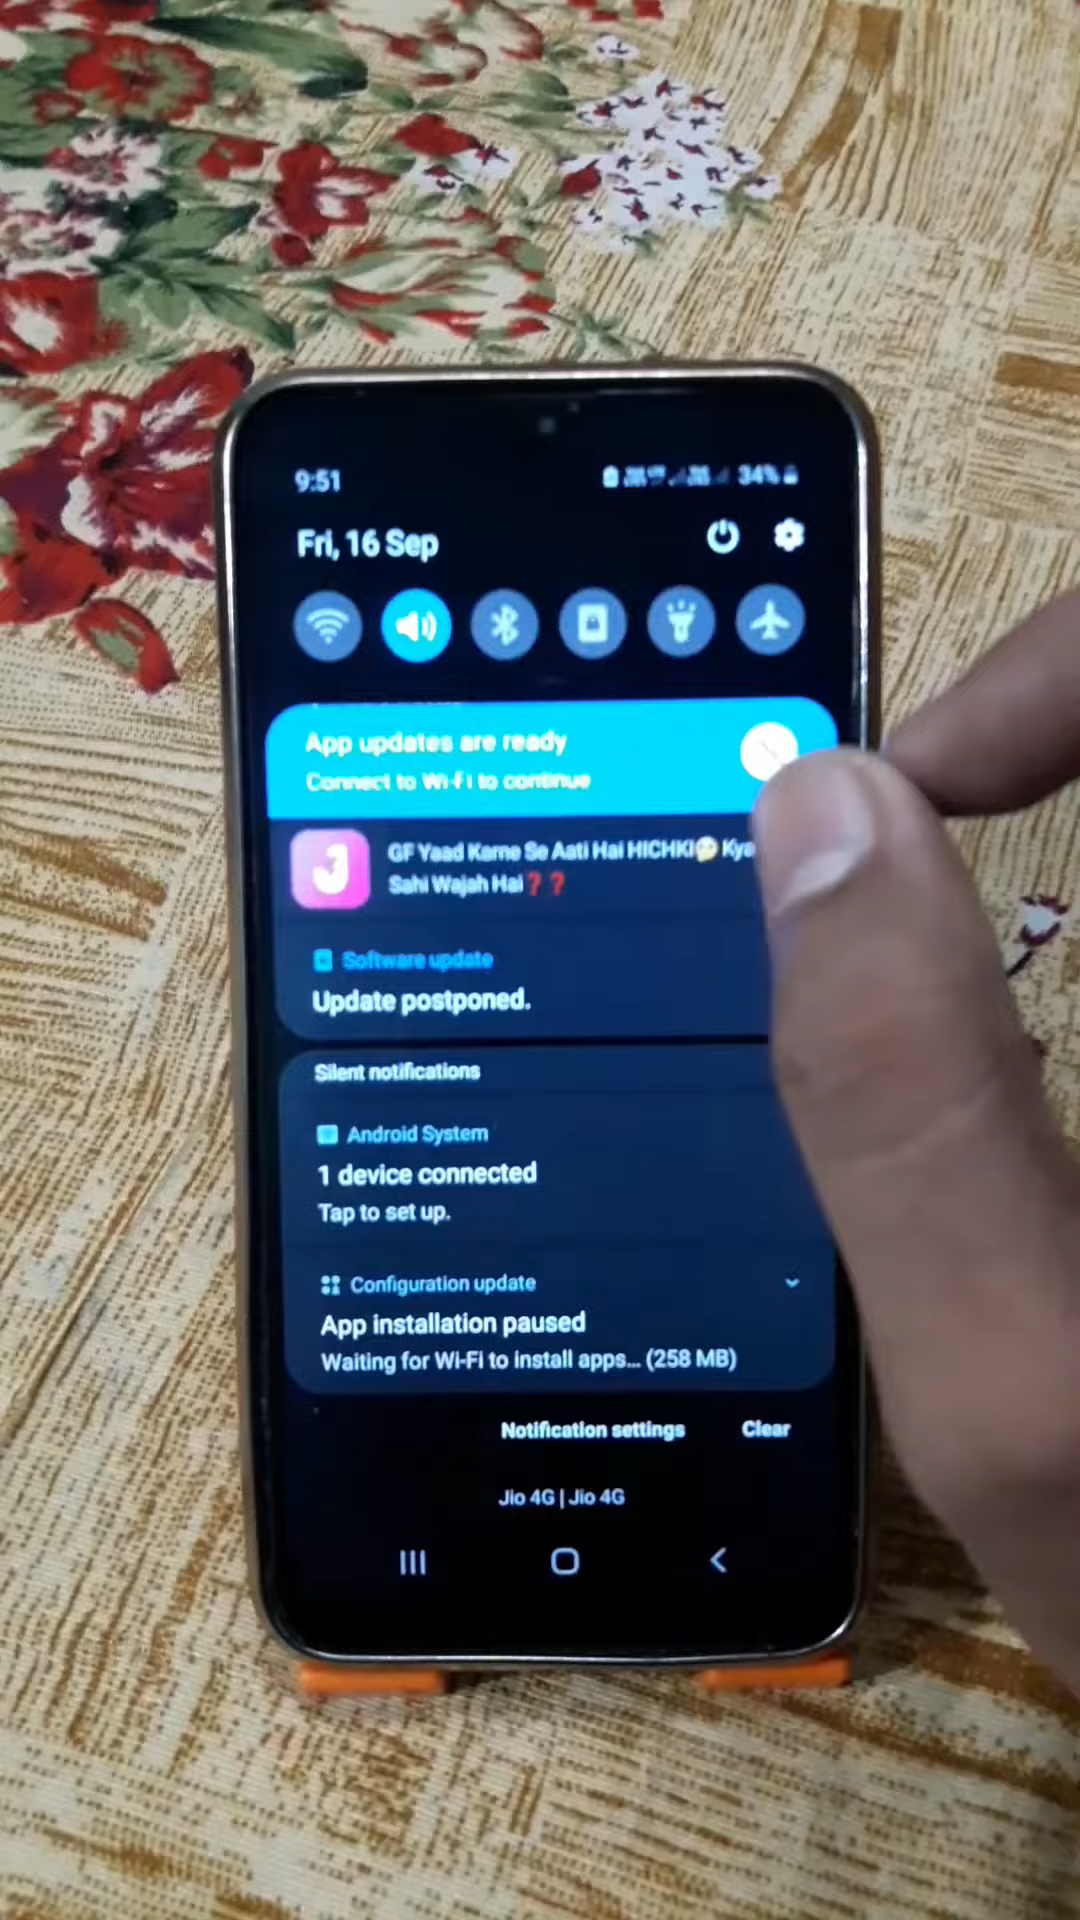 9:51
34%
Fri, 16 Sep
App updates are ready
Connect to Wi-Fi to continue
GF Yaad Karne Se Aati Hai HICHKI🤔 Kya
Sahi Wajah Hai❓❓
Software update
Update postponed.
Silent notifications
Android System
1 device connected
Tap to set up.
Configuration update
App installation paused
Waiting for Wi-Fi to install apps... (258 MB)
Notification settings Clear
Jio 4G | Jio 4G